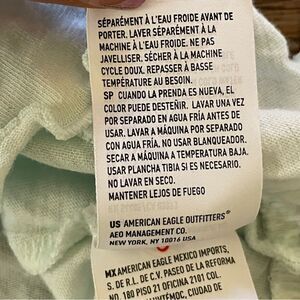 SÉPARÉMENT À L'EAU FROIDE AVANT DE
PORTER. LAVER SÉPARÉMENT À LA
MACHINE À L'EAU FROIDE. NE PAS
JAVELLISER. SÉCHER À LA MACHINE
CYCLE DOUX. REPASSER À BASSE
TEMPÉRATURE AU BESOIN.
SP CUANDO LA PRENDA ES NUEVA, EL
COLOR PUEDE DESTEÑIR. LAVAR UNA VEZ
POR SEPARADO EN AGUA FRÍA ANTES DE
USAR. LAVAR A MÁQUINA POR SEPARADO
CON AGUA FRÍA. NO USAR BLANQUEADOR.
SECAR A MÁQUINA A TEMPERATURA BAJA.
USAR PLANCHA TIBIA SI ES NECESARIO.
NO LAVAR EN SECO.
MANTENER LEJOS DE FUEGO
US AMERICAN EAGLE OUTFITTERS®
AEO MANAGEMENT CO.
NEW YORK, NY 10016 USA
MX AMERICAN EAGLE MEXICO IMPORTS,
S. DE R.L. DE C.V. PASEO DE LA REFORMA
NO. 180 PISO 21 OFICINA 2101 COL.
CUAUHTÉMOC, CIUDAD DE